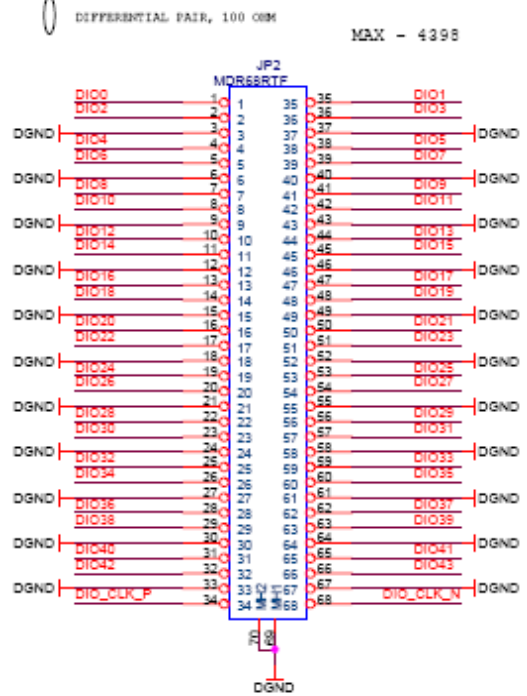 DIFFERENTIAL PAIR, 100 OHM
MAX - 4398
JP2
MDR68RTF
DIO0 1 1 35 35 DIO1
DIO2 2 2 36 36 DIO3
DGND 3 3 37 37 DGND
DIO4 4 4 38 38 DIO5
DIO6 5 5 39 39 DIO7
DGND 6 6 40 40 DGND
DIO8 7 7 41 41 DIO9
DIO10 8 8 42 42 DIO11
DGND 9 9 43 43 DGND
DIO12 10 10 44 44 DIO13
DIO14 11 11 45 45 DIO15
DGND 12 12 46 46 DGND
DIO16 13 13 47 47 DIO17
DIO18 14 14 48 48 DIO19
DGND 15 15 49 49 DGND
DIO20 16 16 50 50 DIO21
DIO22 17 17 51 51 DIO23
DGND 18 18 52 52 DGND
DIO24 19 19 53 53 DIO25
DIO26 20 20 54 54 DIO27
DGND 21 21 55 55 DGND
DIO28 22 22 56 56 DIO29
DIO30 23 23 57 57 DIO31
DGND 24 24 58 58 DGND
DIO32 25 25 59 59 DIO33
DIO34 26 26 60 60 DIO35
DGND 27 27 61 61 DGND
DIO36 28 28 62 62 DIO37
DIO38 29 29 63 63 DIO39
DGND 30 30 64 64 DGND
DIO40 31 31 65 65 DIO41
DIO42 32 32 66 66 DIO43
DGND 33 33 67 67 DGND
DIO_CLK_P 34 34 68 68 DIO_CLK_N
MH2 MH1
70 69
DGND